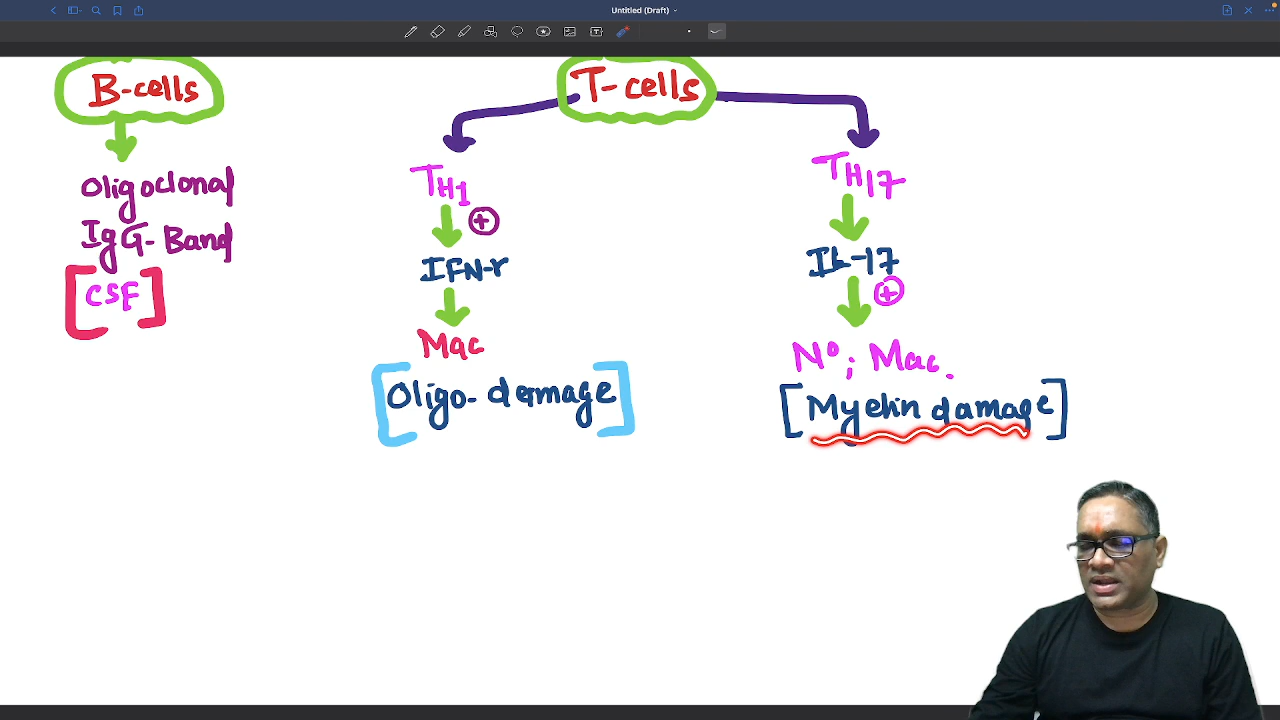 Untitled (Draft)
B-cells
Oligoclonal
IgG-Band
[CSF]
T-cells
TH1
+
IFN-r
Mac
[Oligo-damage]
TH17
IL-17
+
N°; Mac.
[Myelin damage]